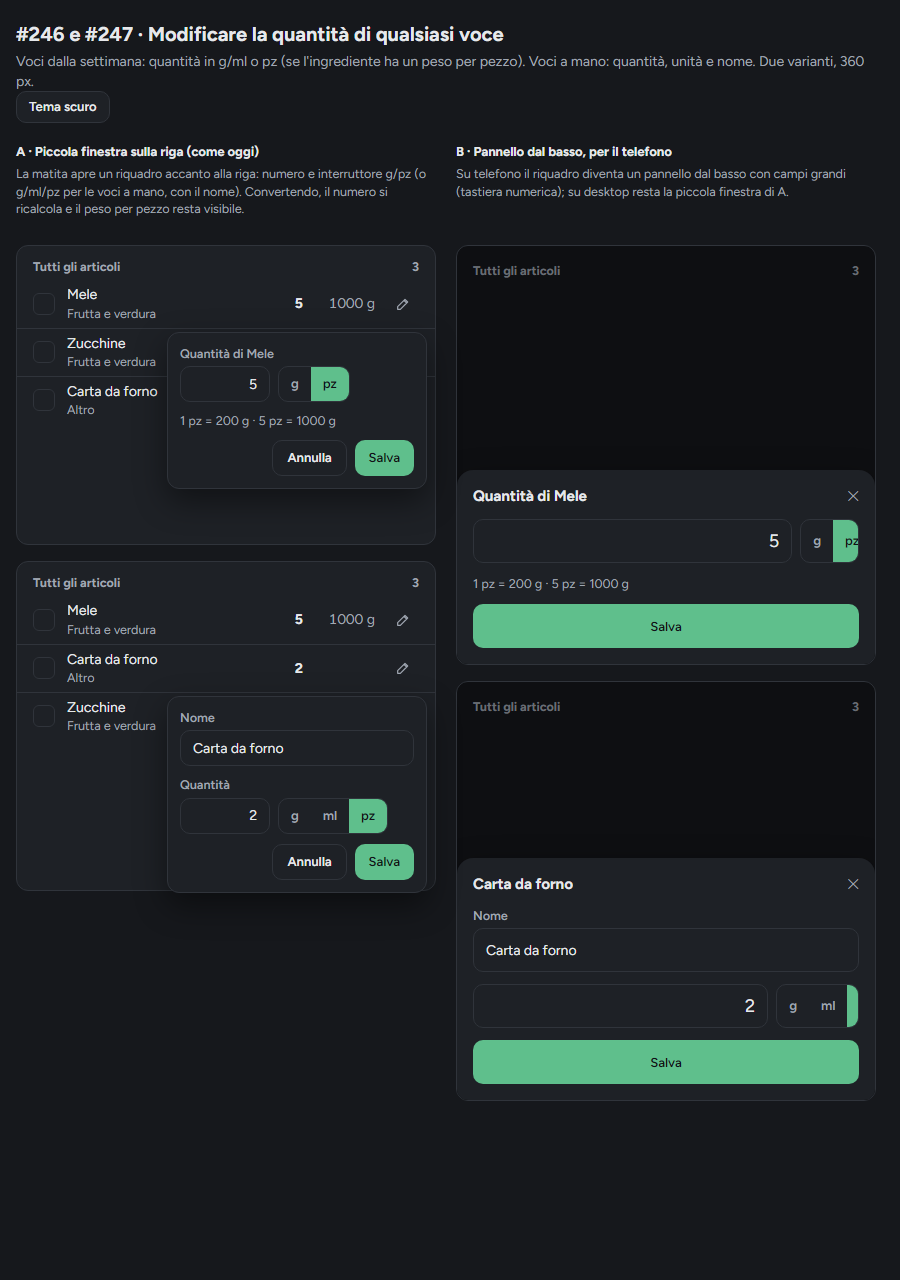 #246 e #247 · Modificare la quantità di qualsiasi voce
Voci dalla settimana: quantità in g/ml o pz (se l'ingrediente ha un peso per pezzo). Voci a mano: quantità, unità e nome. Due varianti, 360
px.
Tema scuro
A · Piccola finestra sulla riga (come oggi)
La matita apre un riquadro accanto alla riga: numero e interruttore g/pz (o
g/ml/pz per le voci a mano, con il nome). Convertendo, il numero si
ricalcola e il peso per pezzo resta visibile.
Tutti gli articoli 3
Mele
Frutta e verdura
5 1000 g
Zucchine
Frutta e verdura
Carta da forno
Altro
Quantità di Mele
5 g pz
1 pz = 200 g · 5 pz = 1000 g
Annulla Salva
Tutti gli articoli 3
Mele
Frutta e verdura
5 1000 g
Carta da forno
Altro
2
Zucchine
Frutta e verdura
Nome
Carta da forno
Quantità
2 g ml pz
Annulla Salva
B · Pannello dal basso, per il telefono
Su telefono il riquadro diventa un pannello dal basso con campi grandi
(tastiera numerica); su desktop resta la piccola finestra di A.
Tutti gli articoli 3
Quantità di Mele
5 g pz
1 pz = 200 g · 5 pz = 1000 g
Salva
Tutti gli articoli 3
Carta da forno
Nome
Carta da forno
2 g ml
Salva